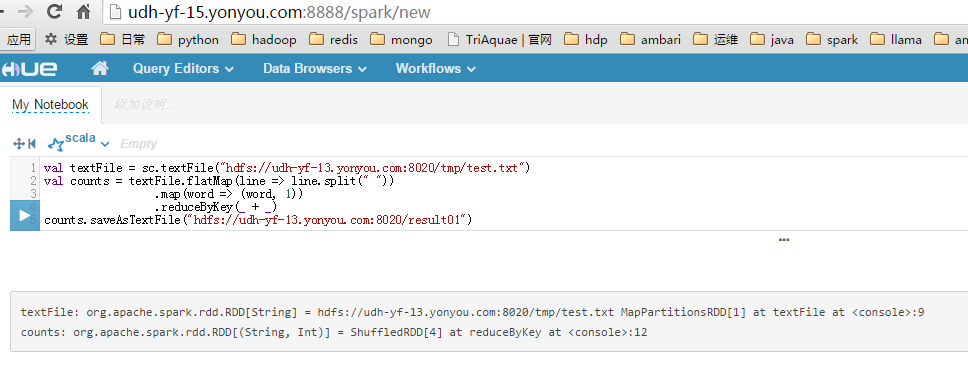 udh-yf-15.yonyou.com:8888/spark/new
应用 设置 日常 python hadoop redis mongo TriAquae | 官网 hdp ambari 运维 java spark llama
HUE Query Editors Data Browsers Workflows
My Notebook 添加说明...
scala Empty
1 val textFile = sc.textFile("hdfs://udh-yf-13.yonyou.com:8020/tmp/test.txt")
2 val counts = textFile.flatMap(line => line.split(" "))
3 .map(word => (word, 1))
.reduceByKey(_ + _)
counts.saveAsTextFile("hdfs://udh-yf-13.yonyou.com:8020/result01")
textFile: org.apache.spark.rdd.RDD[String] = hdfs://udh-yf-13.yonyou.com:8020/tmp/test.txt MapPartitionsRDD[1] at textFile at <console>:9
counts: org.apache.spark.rdd.RDD[(String, Int)] = ShuffledRDD[4] at reduceByKey at <console>:12